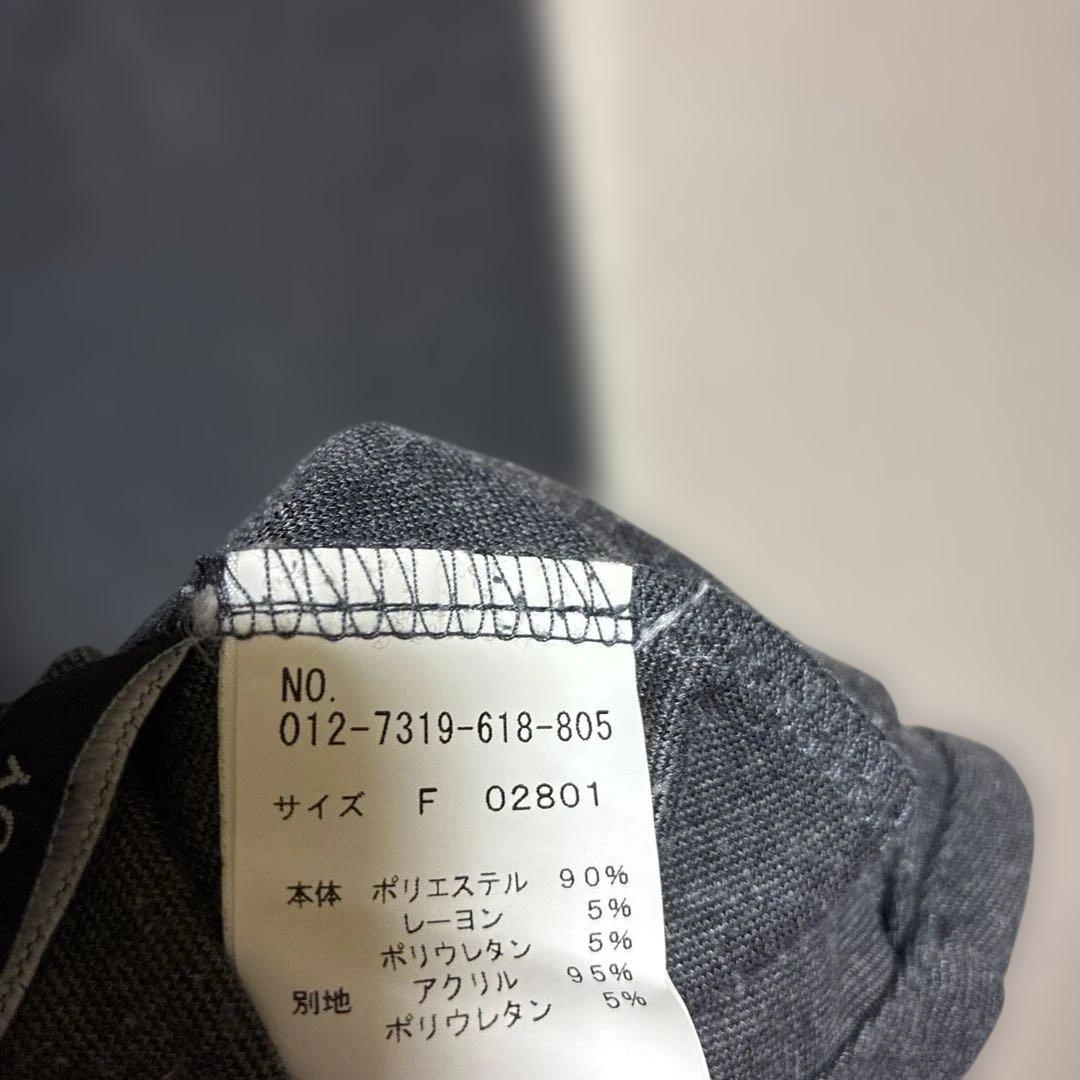 NO.
012-7319-618-805
サイズ F 02801
本体 ポリエステル 90%
レーヨン 5%
ポリウレタン 5%
別地 アクリル 95%
ポリウレタン 5%